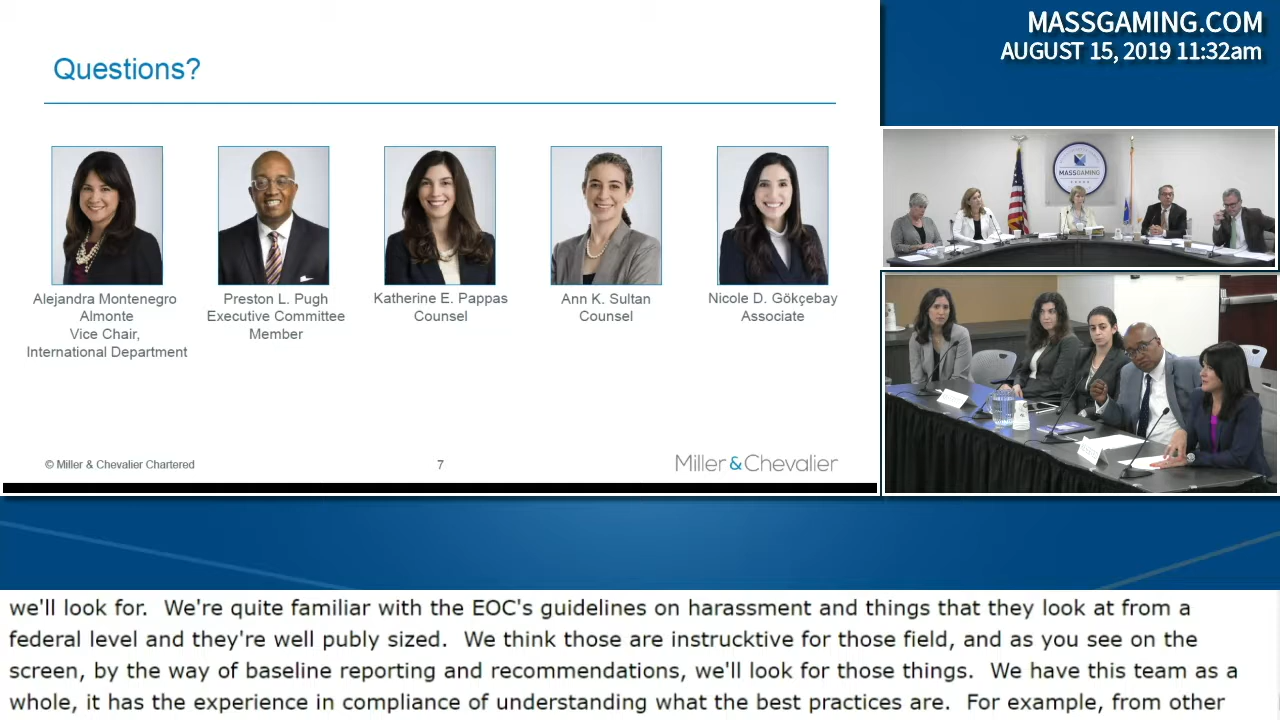 MASSGAMING.COM
AUGUST 15, 2019 11:32am
Questions?
Alejandra Montenegro
Almonte
Vice Chair,
International Department
Preston L. Pugh
Executive Committee
Member
Katherine E. Pappas
Counsel
Ann K. Sultan
Counsel
Nicole D. Gökçebay
Associate
© Miller & Chevalier Chartered
7
Miller&Chevalier
MASSGAMING
we'll look for.  We're quite familiar with the EOC's guidelines on harassment and things that they look at from a
federal level and they're well publy sized.  We think those are instrucktive for those field, and as you see on the
screen, by the way of baseline reporting and recommendations, we'll look for those things.  We have this team as a
whole, it has the experience in compliance of understanding what the best practices are.  For example, from other